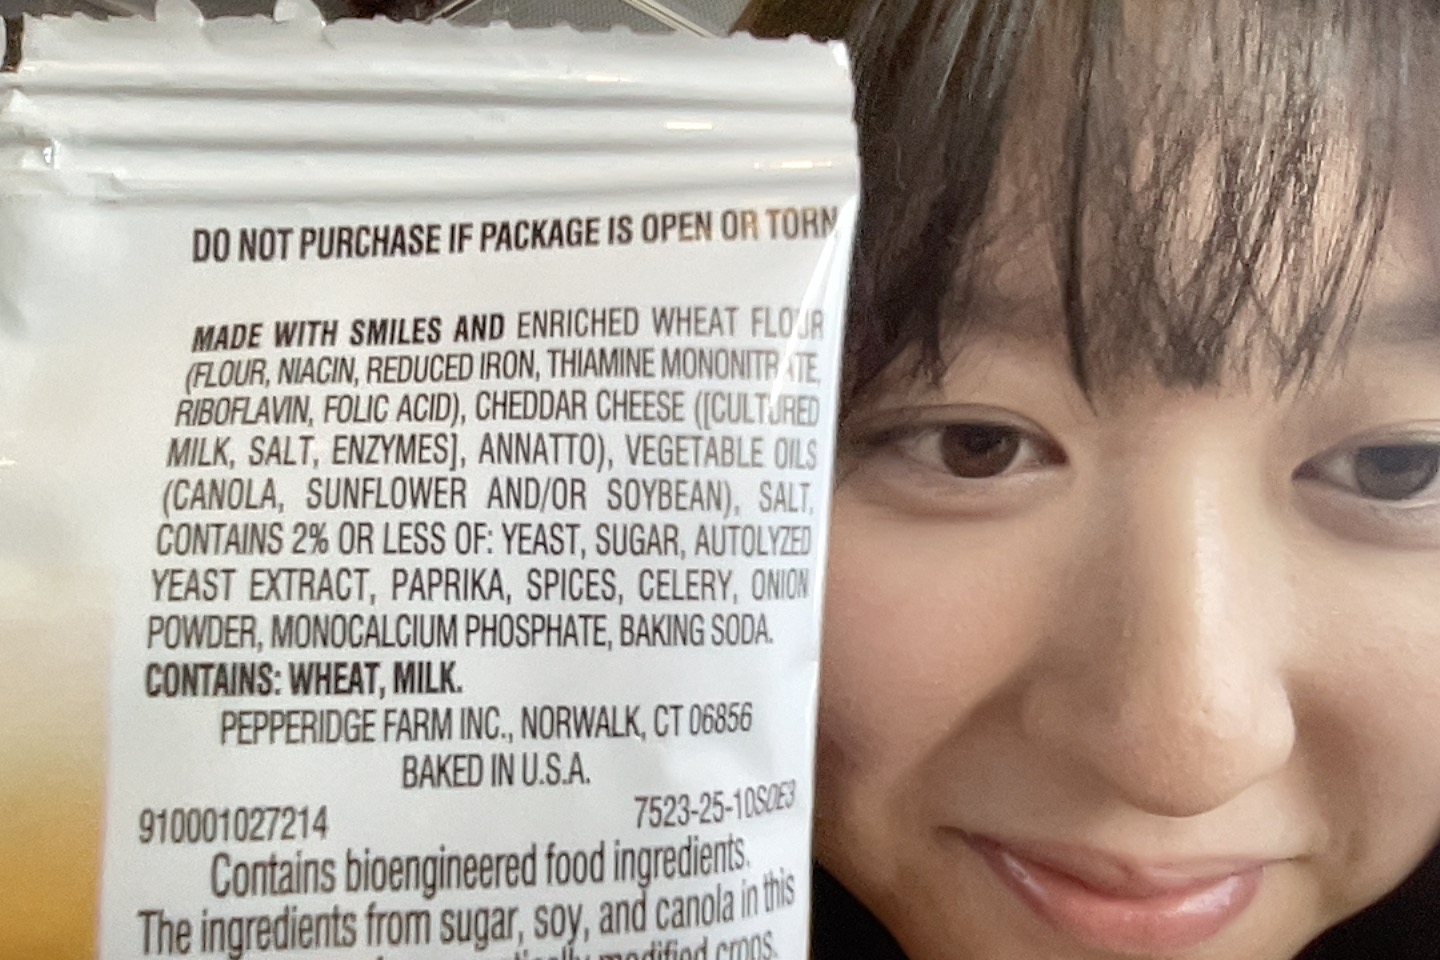 DO NOT PURCHASE IF PACKAGE IS OPEN OR TORN
MADE WITH SMILES AND ENRICHED WHEAT FLOUR
(FLOUR, NIACIN, REDUCED IRON, THIAMINE MONONITRATE,
RIBOFLAVIN, FOLIC ACID), CHEDDAR CHEESE ([CULTURED
MILK, SALT, ENZYMES], ANNATTO), VEGETABLE OILS
(CANOLA, SUNFLOWER AND/OR SOYBEAN), SALT,
CONTAINS 2% OR LESS OF: YEAST, SUGAR, AUTOLYZED
YEAST EXTRACT, PAPRIKA, SPICES, CELERY, ONION
POWDER, MONOCALCIUM PHOSPHATE, BAKING SODA.
CONTAINS: WHEAT, MILK.
PEPPERIDGE FARM INC., NORWALK, CT 06856
BAKED IN U.S.A.
910001027214 7523-25-10SOE3
Contains bioengineered food ingredients.
The ingredients from sugar, soy, and canola in this
modified crops.